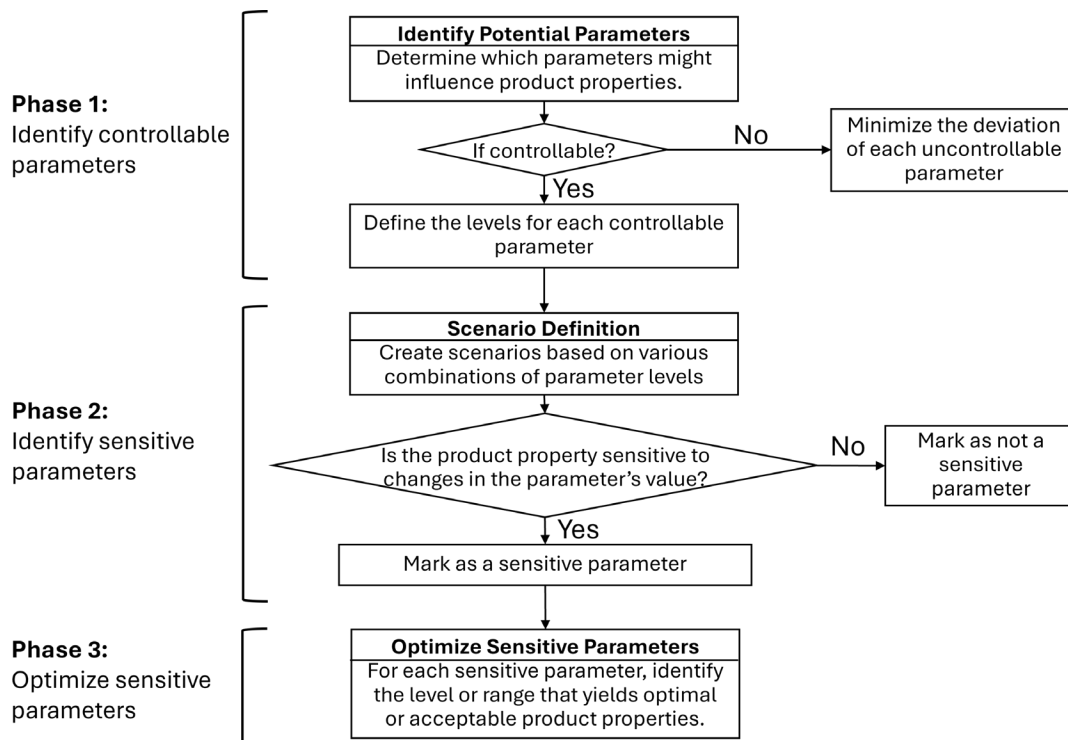 Phase 1:
Identify controllable
parameters
Identify Potential Parameters
Determine which parameters might
influence product properties.
If controllable?
No
Minimize the deviation
of each uncontrollable
parameter
Yes
Define the levels for each controllable
parameter
Phase 2:
Identify sensitive
parameters
Scenario Definition
Create scenarios based on various
combinations of parameter levels
Is the product property sensitive to
changes in the parameter’s value?
No
Mark as not a
sensitive
parameter
Yes
Mark as a sensitive parameter
Phase 3:
Optimize sensitive
parameters
Optimize Sensitive Parameters
For each sensitive parameter, identify
the level or range that yields optimal
or acceptable product properties.